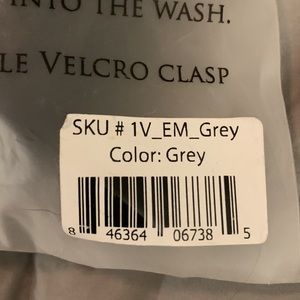 INTO THE WASH.
LE VELCRO CLASP
SKU # 1V_EM_Grey
Color: Grey
8 46364 06738 5